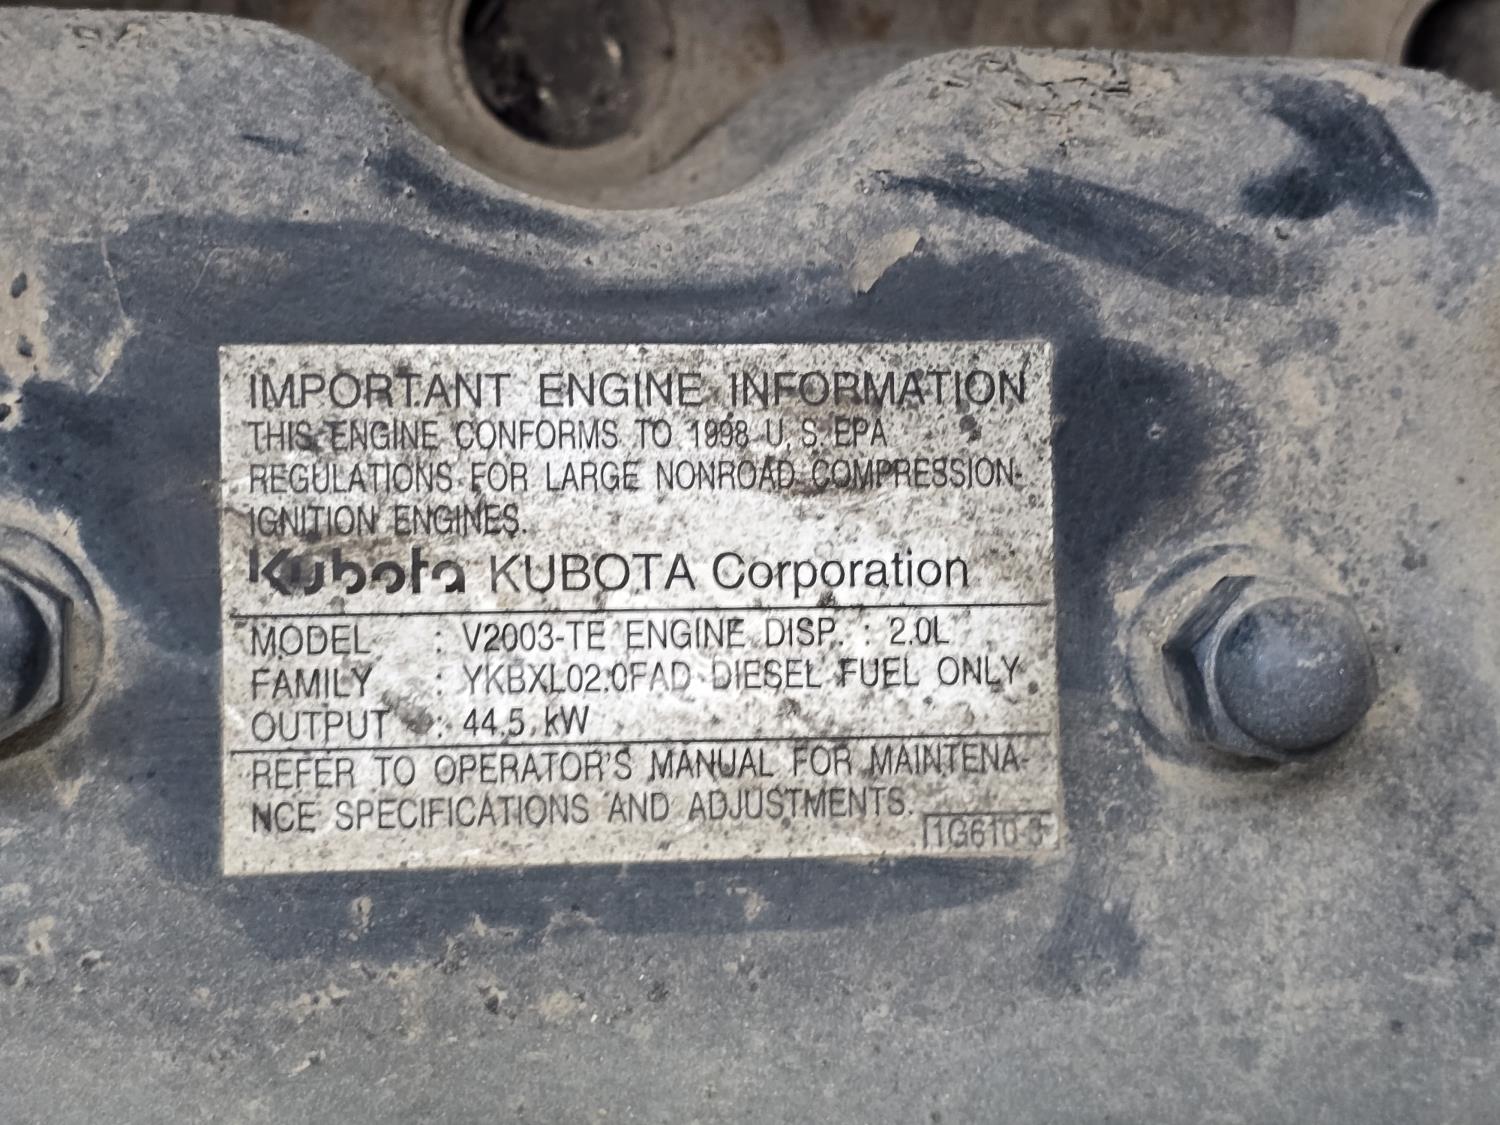 IMPORTANT ENGINE INFORMATION
THIS ENGINE CONFORMS TO 1998 U.S. EPA
REGULATIONS FOR LARGE NONROAD COMPRESSION-
IGNITION ENGINES.
Kubota KUBOTA Corporation
MODEL : V2003-TE ENGINE DISP. : 2.0L
FAMILY : YKBXL02.0FAD DIESEL FUEL ONLY
OUTPUT : 44.5 kW
REFER TO OPERATOR'S MANUAL FOR MAINTENA-
NCE SPECIFICATIONS AND ADJUSTMENTS.
1G610-3